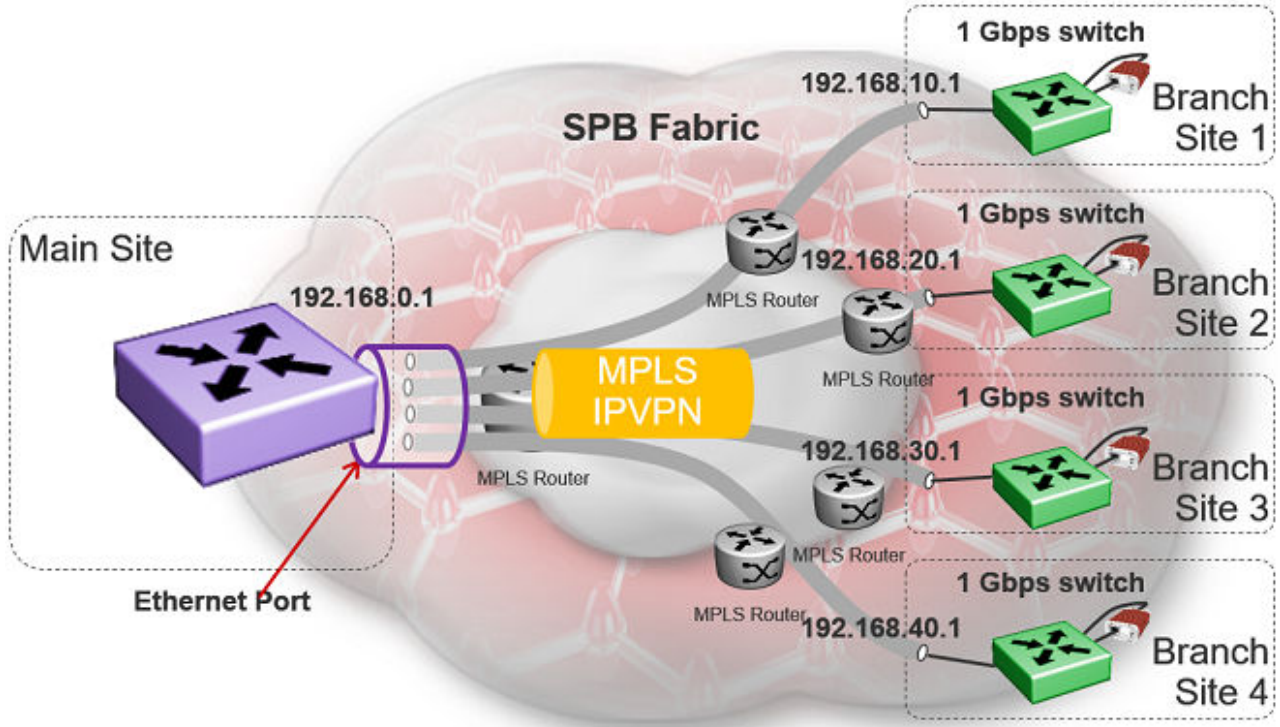 1 Gbps switch
192.168.10.1
Branch
Site 1
SPB Fabric
1 Gbps switch
Main Site
192.168.20.1
Branch
Site 2
192.168.0.1
MPLS Router
MPLS
IPVPN
MPLS Router
1 Gbps switch
192.168.30.1
MPLS Router
Branch
Site 3
MPLS Router
1 Gbps switch
Ethernet Port
MPLS Router
192.168.40.1
Branch
Site 4